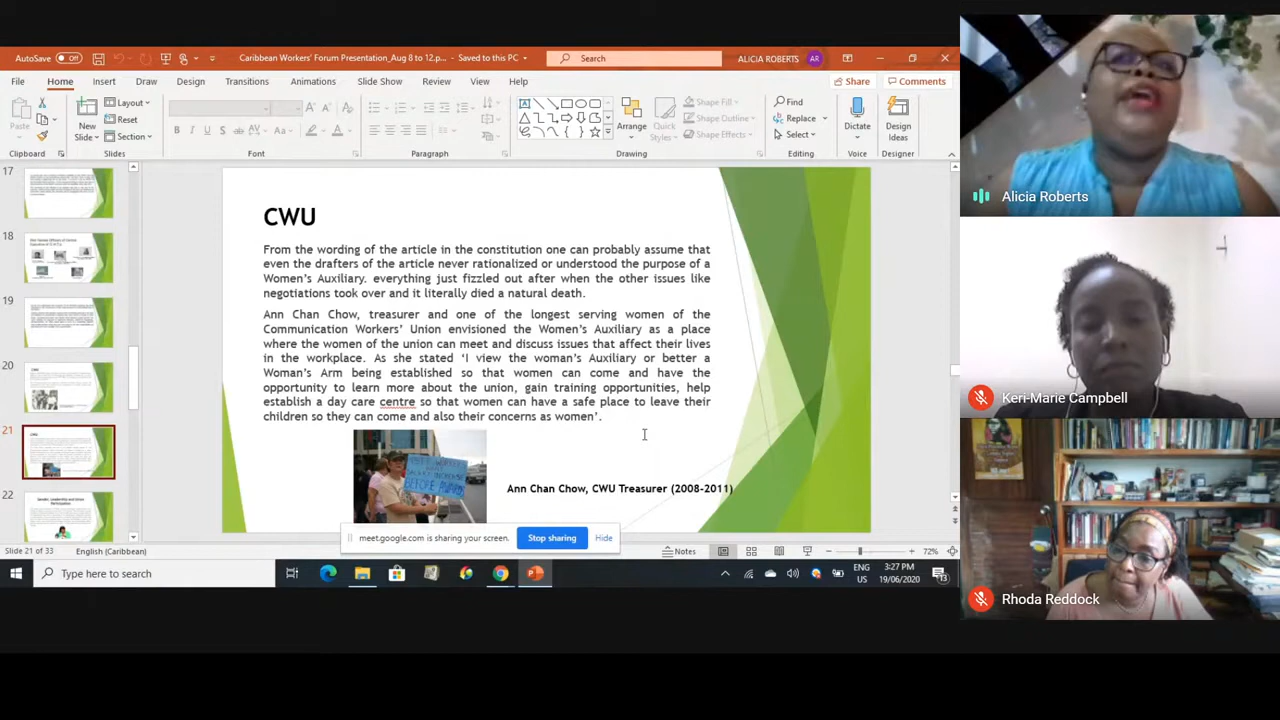 AutoSave Off
Caribbean Workers' Forum Presentation_Aug 8 to 12.p... - Saved to this PC
Search
ALICIA ROBERTS AR
File Home Insert Draw Design Transitions Animations Slide Show Review View Help
Share Comments
Paste
New
Slide
Layout
Reset
Section
Shape Fill
Shape Outline
Shape Effects
Arrange
Quick
Styles
Find
Replace
Select
Dictate
Design
Ideas
Clipboard Slides Font Paragraph Drawing Editing Voice Designer
17
18
19
20
21
22
CWU
From the wording of the article in the constitution one can probably assume that
even the drafters of the article never rationalized or understood the purpose of a
Women's Auxiliary. everything just fizzled out after when the other issues like
negotiations took over and it literally died a natural death.
Ann Chan Chow, treasurer and one of the longest serving women of the
Communication Workers' Union envisioned the Women's Auxiliary as a place
where the women of the union can meet and discuss issues that affect their lives
in the workplace. As she stated 'I view the woman's Auxiliary or better a
Woman's Arm being established so that women can come and have the
opportunity to learn more about the union, gain training opportunities, help
establish a day care centre so that women can have a safe place to leave their
children so they can come and also their concerns as women'.
BEFORE
Ann Chan Chow, CWU Treasurer (2008-2011)
meet.google.com is sharing your screen. Stop sharing Hide
Slide 21 of 33 English (Caribbean)
Notes
72%
Type here to search
ENG
US
3:27 PM
19/06/2020
13
Alicia Roberts
Keri-Marie Campbell
Rhoda Reddock